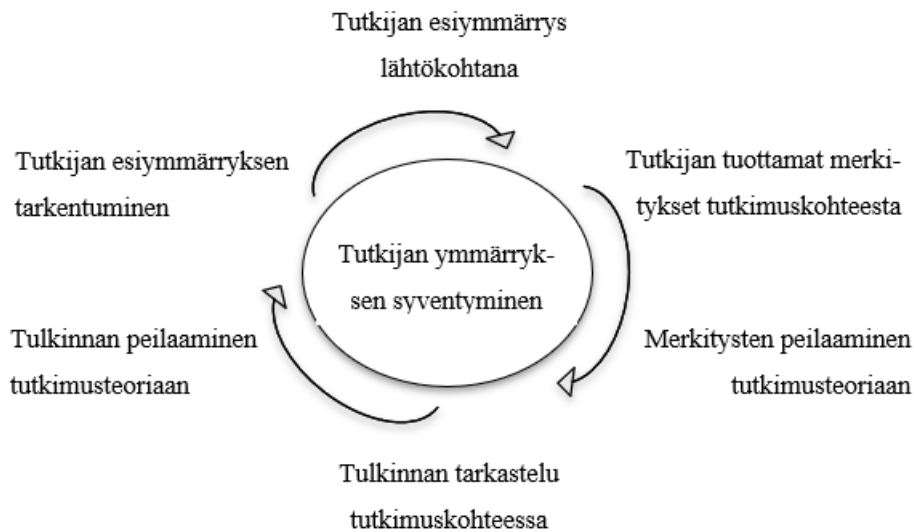 Tutkijan esiymmärrys
lähtökohtana
Tutkijan tuottamat merki-
tykset tutkimuskohteesta
Merkitysten peilaaminen
tutkimusteoriaan
Tulkinnan tarkastelu
tutkimuskohteessa
Tulkinnan peilaaminen
tutkimusteoriaan
Tutkijan esiymmärryksen
tarkentuminen
Tutkijan ymmärryk-
sen syventyminen